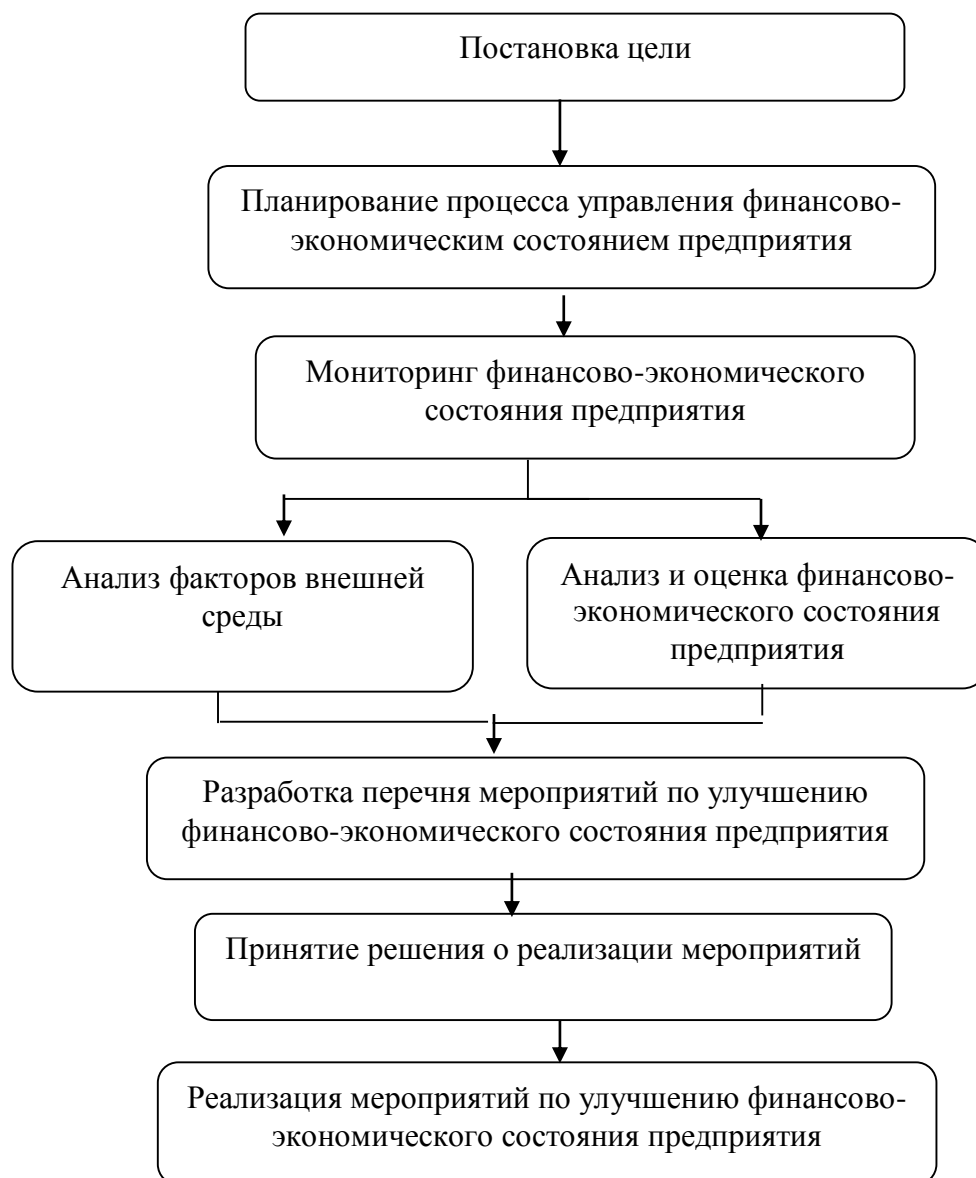 Постановка цели
Планирование процесса управления финансово-
экономическим состоянием предприятия
Мониторинг финансово-экономического
состояния предприятия
Анализ факторов внешней
среды
Анализ и оценка финансово-
экономического состояния
предприятия
Разработка перечня мероприятий по улучшению
финансово-экономического состояния предприятия
Принятие решения о реализации мероприятий
Реализация мероприятий по улучшению финансово-
экономического состояния предприятия